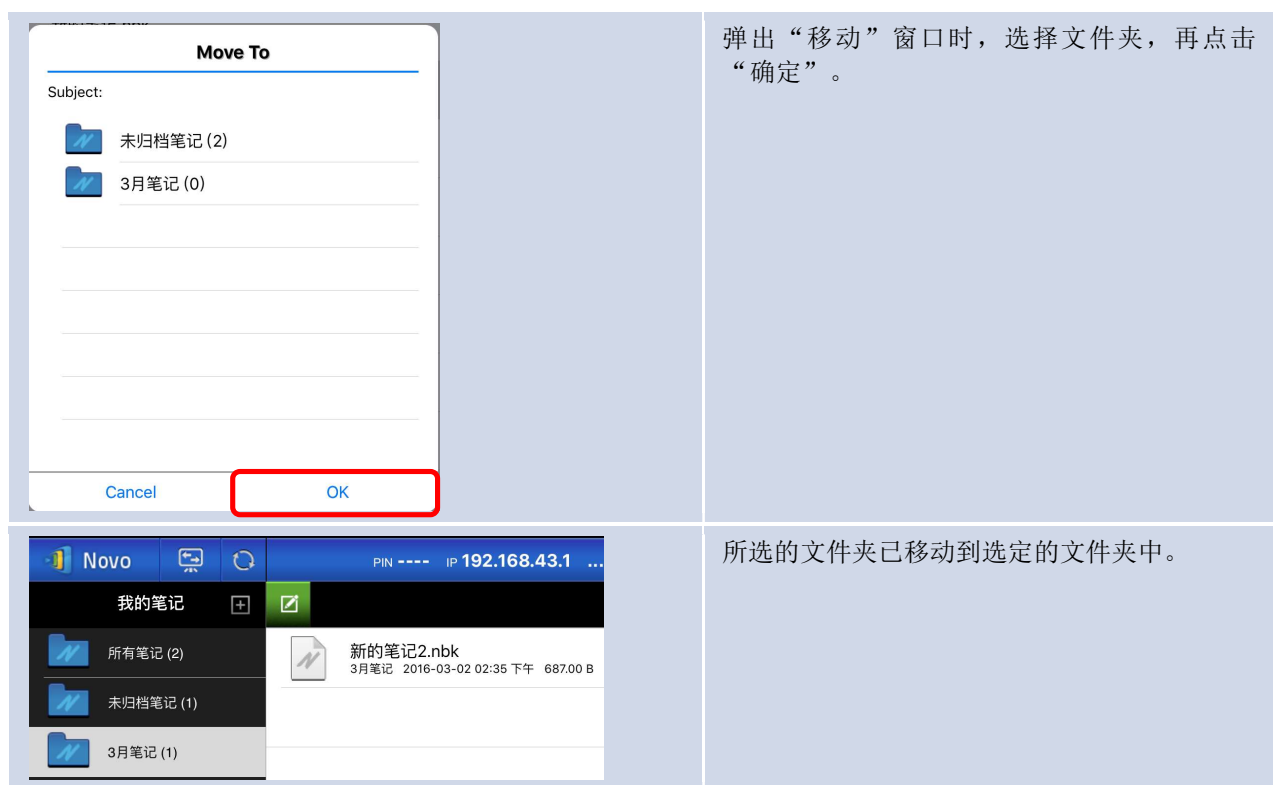 Move To
Subject:
未归档笔记 (2)
3月笔记 (0)
Cancel
OK
弹出“移动”窗口时，选择文件夹，再点击
“确定”。
Novo
PIN ---- IP 192.168.43.1 ...
我的笔记
所有笔记 (2)
未归档笔记 (1)
3月笔记 (1)
新的笔记2.nbk
3月笔记 2016-03-02 02:35 下午 687.00 B
所选的文件夹已移动到选定的文件夹中。